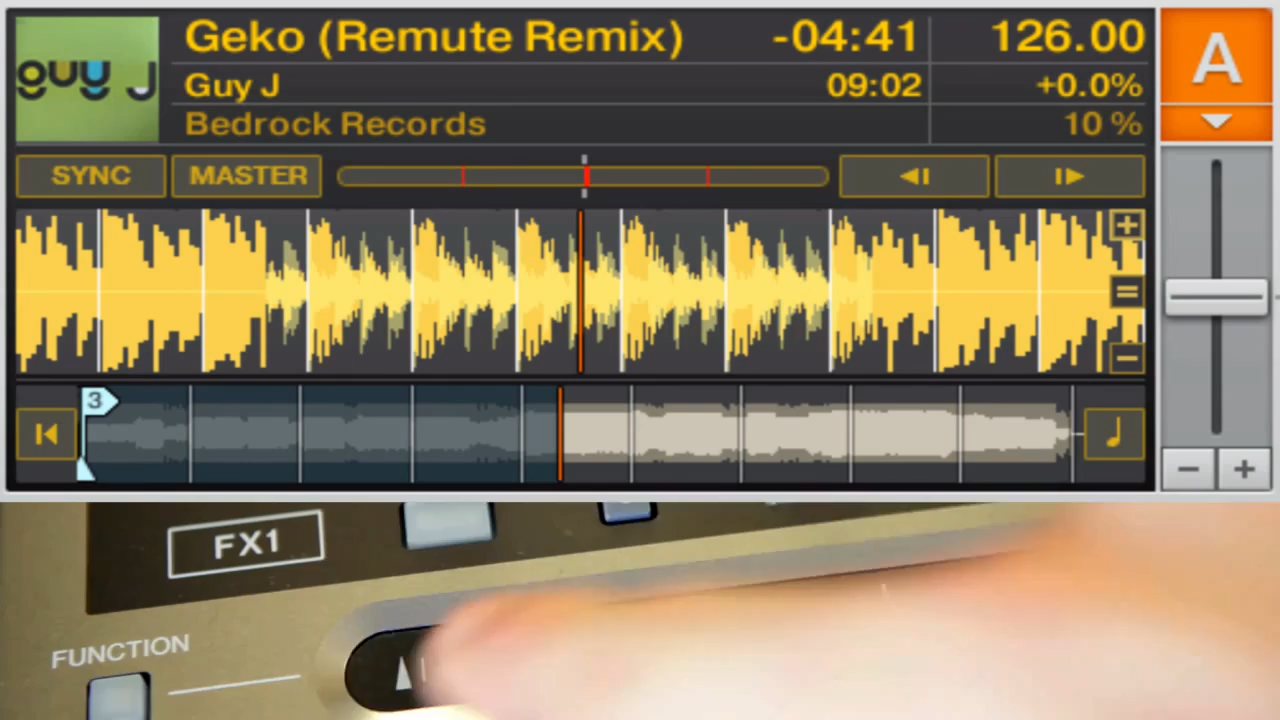 guy J
Geko (Remute Remix)
-04:41
126.00
Guy J
09:02
+0.0%
Bedrock Records
10 %
A
SYNC
MASTER
3
FX1
FUNCTION